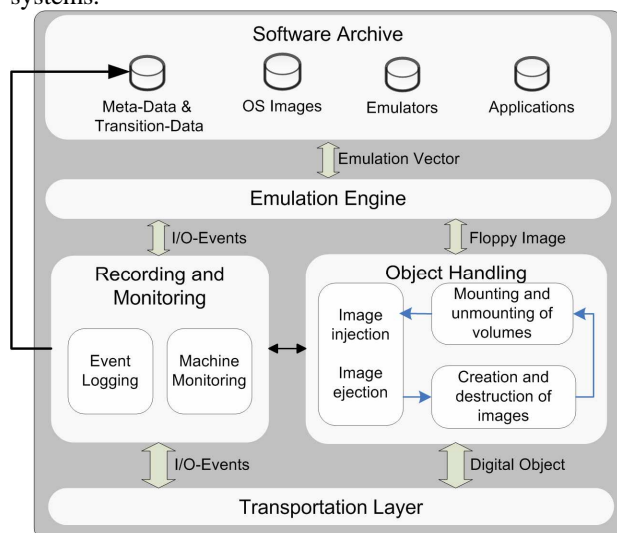 systems.
Software Archive
Meta-Data &
Transition-Data
OS Images
Emulators
Applications
Emulation Vector
Emulation Engine
I/O-Events
Floppy Image
Recording and
Monitoring
Event
Logging
Machine
Monitoring
Object Handling
Image
injection
Image
ejection
Mounting and
unmounting of
volumes
Creation and
destruction of
images
I/O-Events
Digital Object
Transportation Layer